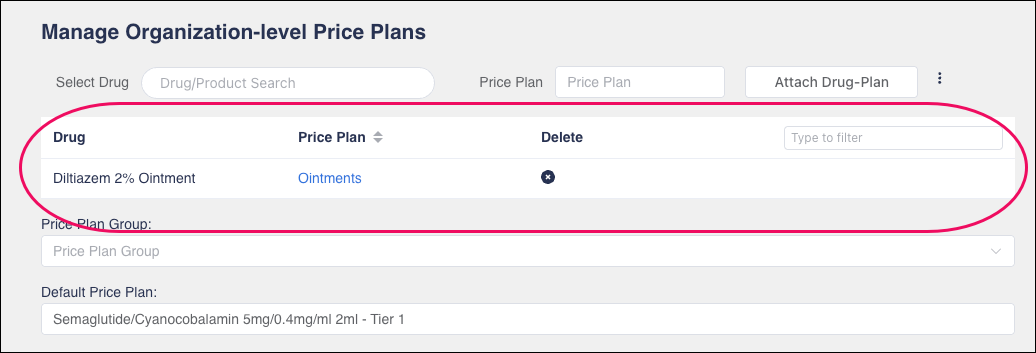 Manage Organization-level Price Plans
Select Drug Drug/Product Search Price Plan Price Plan Attach Drug-Plan
Drug Price Plan Delete Type to filter
Diltiazem 2% Ointment Ointments
Price Plan Group:
Price Plan Group
Default Price Plan:
Semaglutide/Cyanocobalamin 5mg/0.4mg/ml 2ml - Tier 1